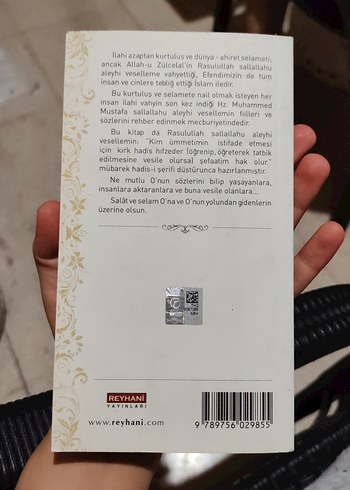 İlahi azaptan kurtuluş ve dünya - ahiret selameti,
ancak Allah-u Zülcelal'in Rasulullah sallallahu
aleyhi veselleme vahyettiği, Efendimizin de tüm
insan ve cinlere tebliğ ettiği İslam iledir.
Bu kurtuluş ve selamete nail olmak isteyen her
insan ilahi vahyin son kez indiği Hz. Muhammed
Mustafa sallallahu aleyhi vesellemin fiilleri ve
sözlerini rehber edinmek mecburiyetindedir.
Bu kitap da Rasulullah sallallahu aleyhi
vesellemin: "Kim ümmetimin istifade etmesi
için kırk hadis hıfzeder (öğrenip, öğreterek tatbik
edilmesine vesile olursa) şefaatim hak olur."
mübarek hadis-i şerifi düstûrunca hazırlanmıştır.
Ne mutlu O'nun sözlerini bilip yaşayanlara,
insanlara aktaranlara ve buna vesile olanlara...
Salât ve selam O'na ve O'nun yolundan gidenlerin
üzerine olsun.
REYHANİ
YAYINLARI
www.reyhani.com
9 789756 029855